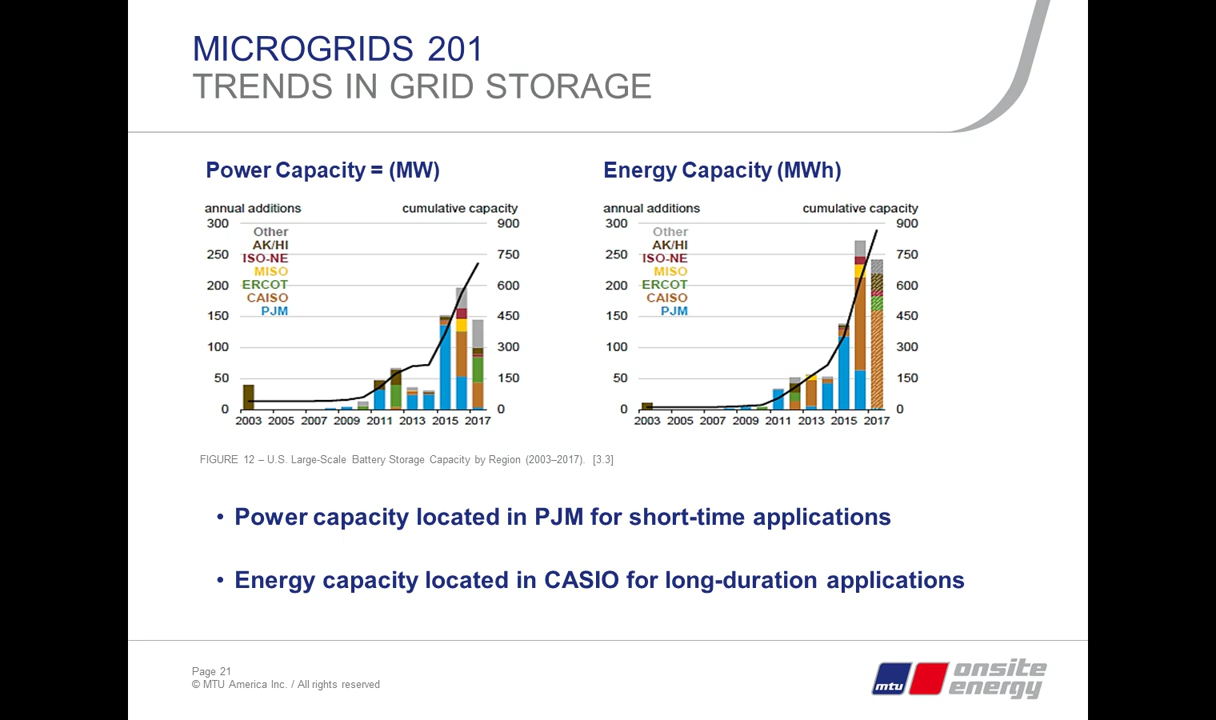 MICROGRIDS 201
TRENDS IN GRID STORAGE
Power Capacity = (MW)
annual additions cumulative capacity
300 900
250 750
200 600
150 450
100 300
50 150
0 0
Other
AK/HI
ISO-NE
MISO
ERCOT
CAISO
PJM
2003 2005 2007 2009 2011 2013 2015 2017
Energy Capacity (MWh)
annual additions cumulative capacity
300 900
250 750
200 600
150 450
100 300
50 150
0 0
Other
AK/HI
ISO-NE
MISO
ERCOT
CAISO
PJM
2003 2005 2007 2009 2011 2013 2015 2017
FIGURE 12 – U.S. Large-Scale Battery Storage Capacity by Region (2003–2017). [3.3]
• Power capacity located in PJM for short-time applications
• Energy capacity located in CASIO for long-duration applications
Page 21
© MTU America Inc. / All rights reserved
mtu
onsite
energy